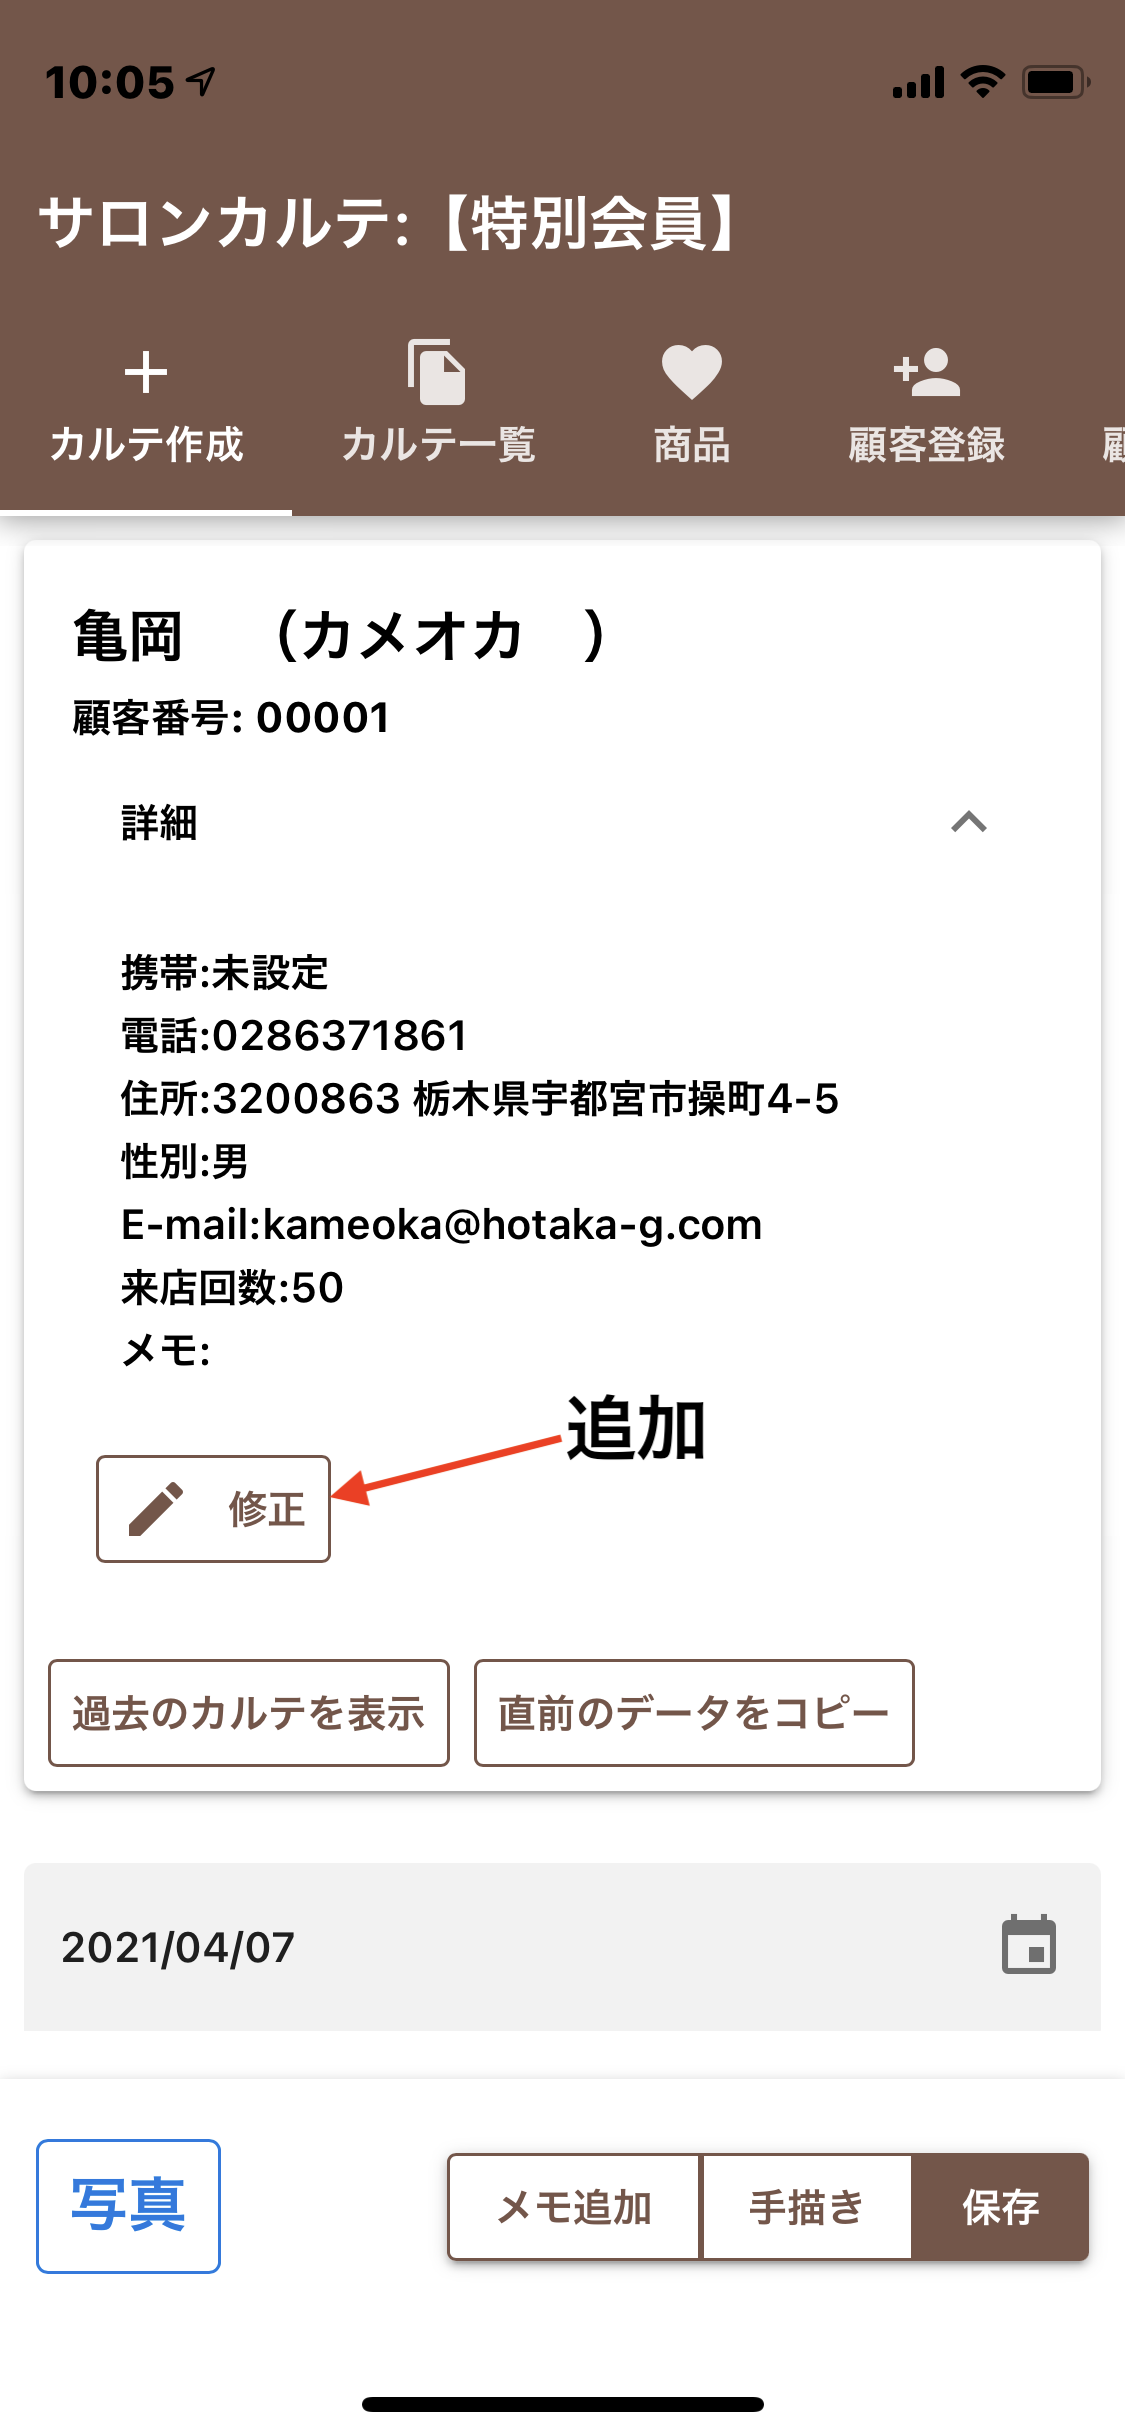 10:05
サロンカルテ:【特別会員】
カルテ作成 カルテ一覧 商品 顧客登録 顧
亀岡　（カメオカ　）
顧客番号: 00001
詳細
携帯:未設定
電話:0286371861
住所:3200863 栃木県宇都宮市操町4-5
性別:男
E-mail:kameoka@hotaka-g.com
来店回数:50
メモ:
追加
修正
過去のカルテを表示 直前のデータをコピー
2021/04/07
写真 メモ追加 手描き 保存